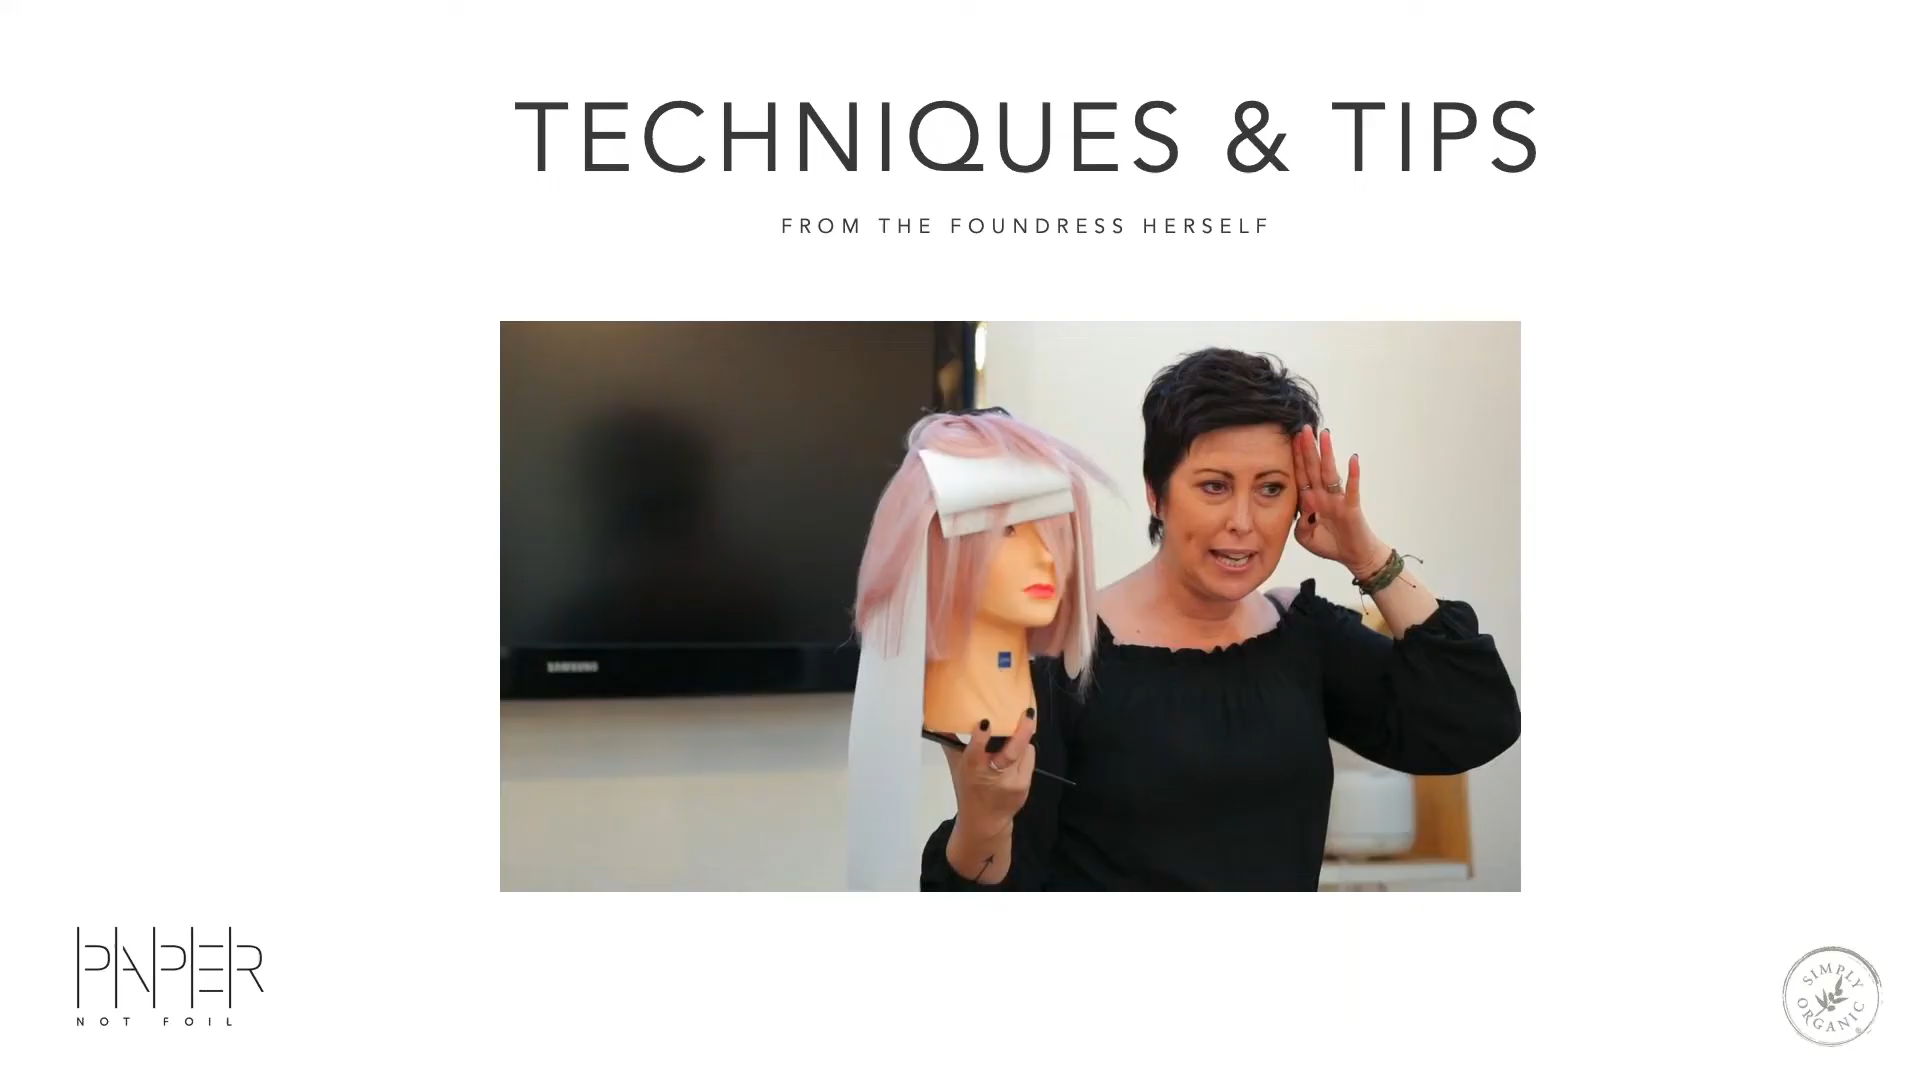 TECHNIQUES & TIPS
FROM THE FOUNDRESS HERSELF
SAMSUNG
PAPER
NOT FOIL
SIMPLY
ORGANIC